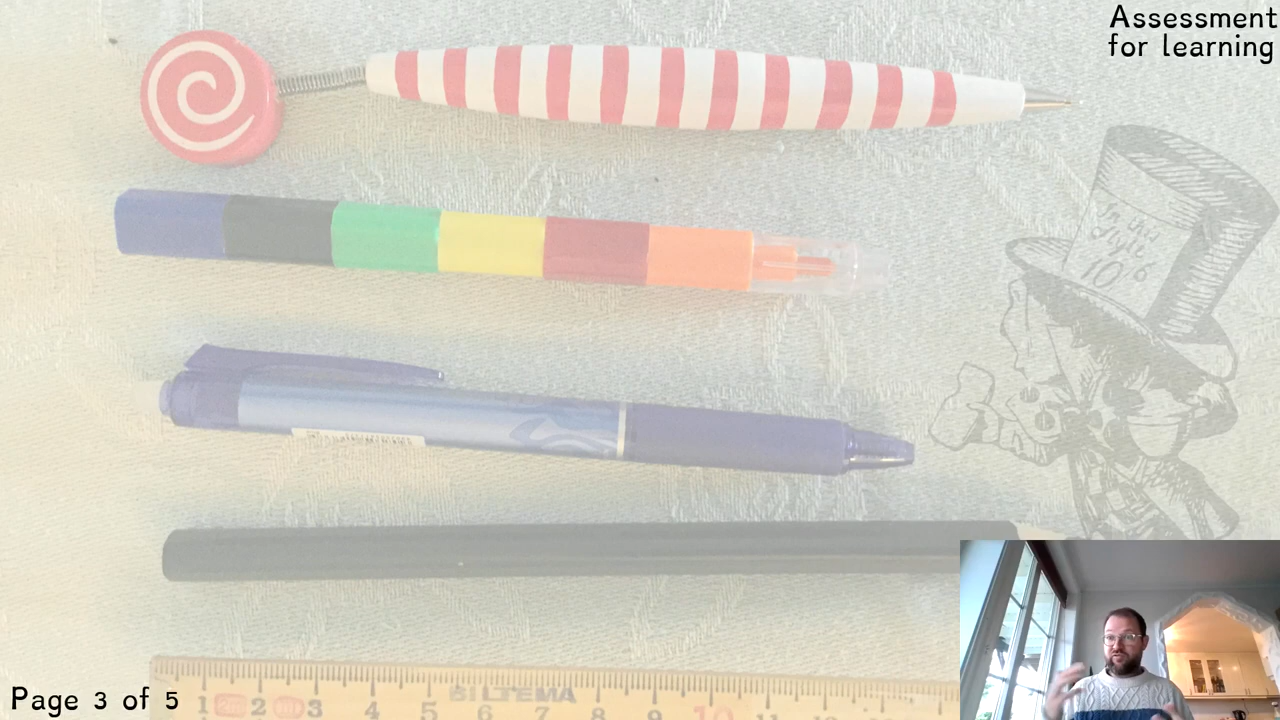 Assessment
for learning
In this
Style
10/6
BILTEMA
1 2 3 4 5 6 7 8 9 10 11 12
Page 3 of 5